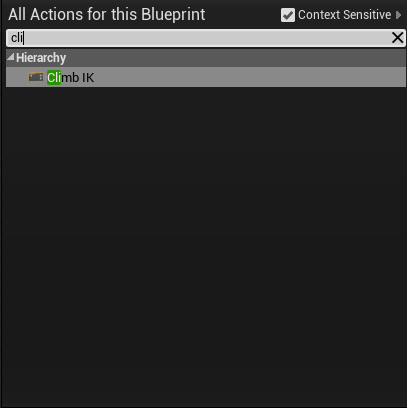 All Actions for this Blueprint Context Sensitive
cli
Hierarchy
Climb IK